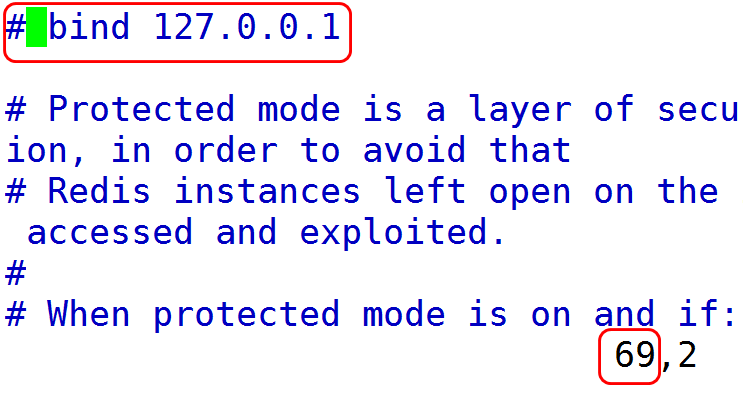 # bind 127.0.0.1
# Protected mode is a layer of secu
ion, in order to avoid that
# Redis instances left open on the
accessed and exploited.
#
# When protected mode is on and if:
69,2